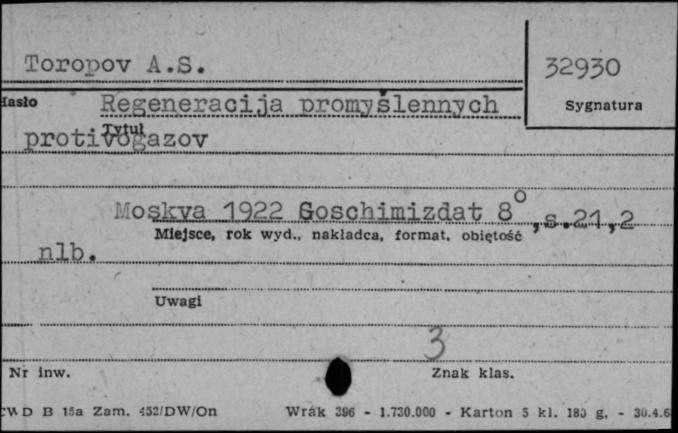 Toropov A.S.
32930
Hasło
Regeneracija promyślennych
Sygnatura
Tytuł
protivogazov
Moskva 1922 Goschimizdat 8°, s.21,2
Miejsce, rok wyd., nakładca, format, objętość
nlb.
Uwagi
3
Nr inw.
Znak klas.
CWD B 15a Zam. 452/DW/On
Wrak 396 - 1.730.000 - Karton 5 kl. 180 g, - 30.4.6